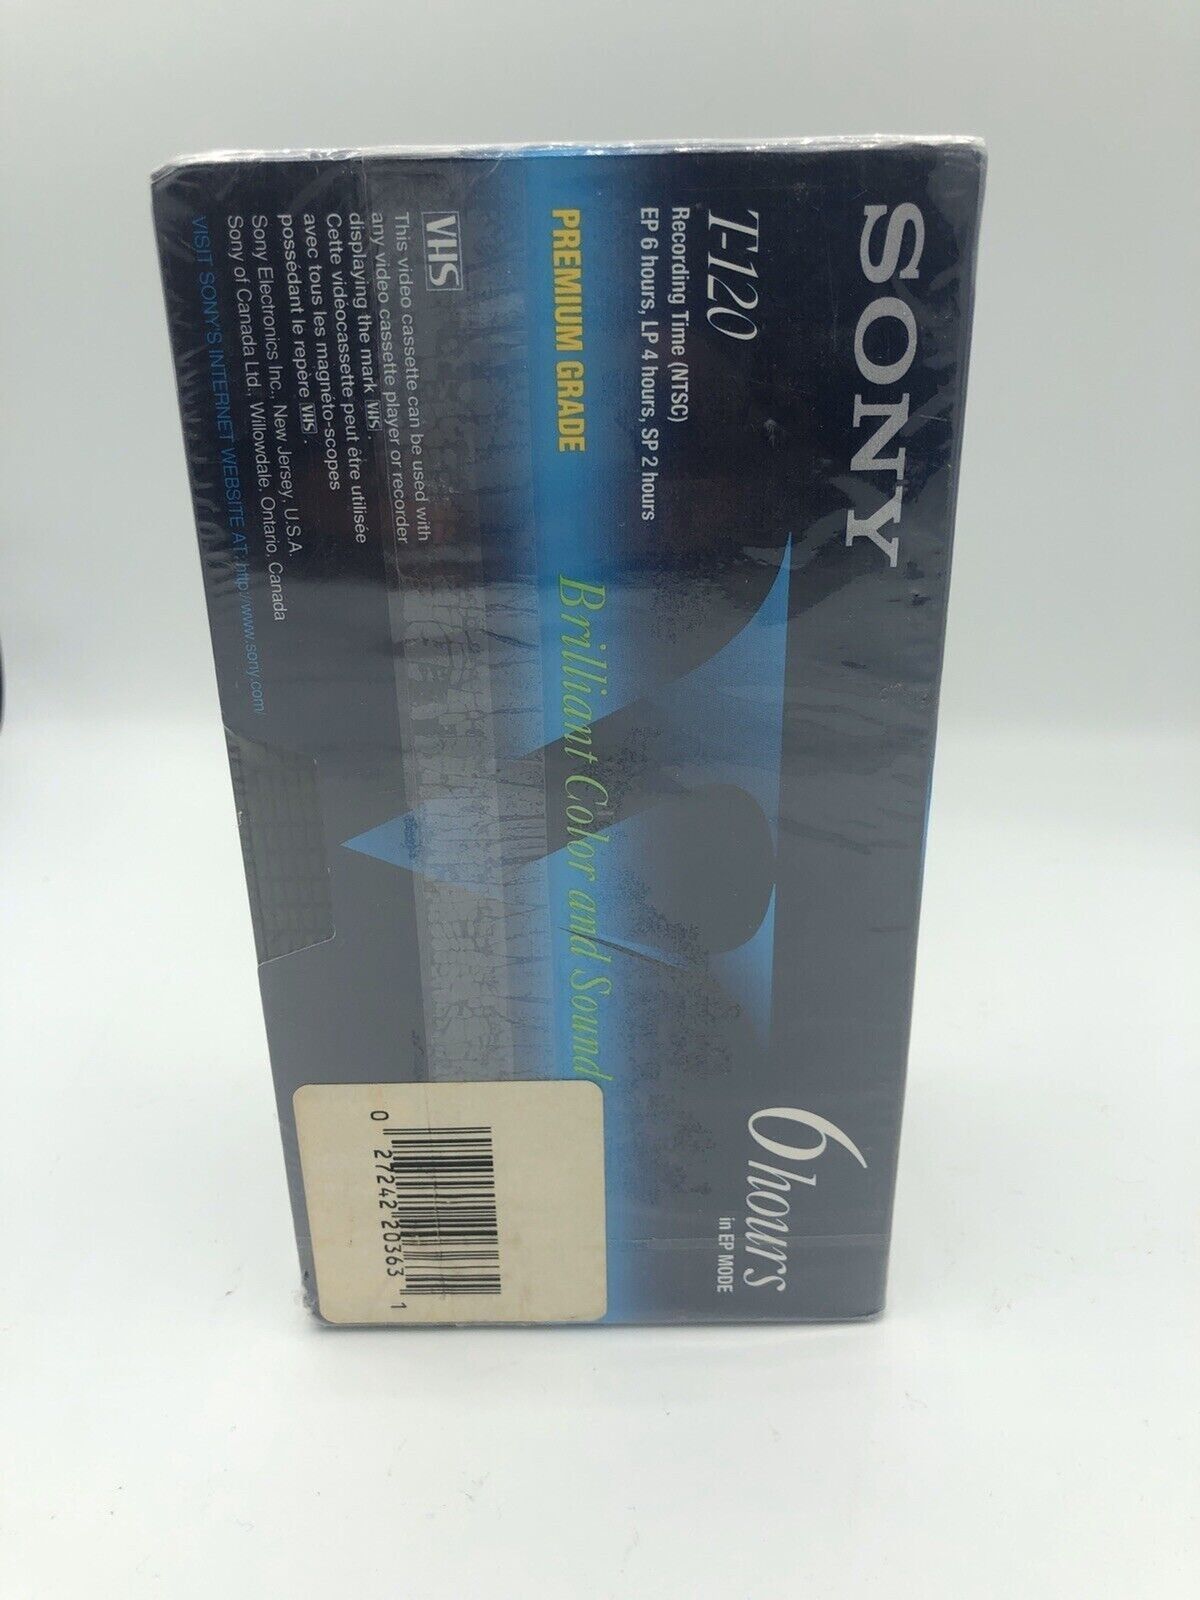 SONY
T-120
Recording Time (NTSC)
EP 6 hours, LP 4 hours, SP 2 hours
6 hours
in EP MODE
PREMIUM GRADE
Brilliant Color and Sound
VHS
This video cassette can be used with
any video cassette player or recorder
displaying the mark VHS.
Cette vidéocassette peut être utilisée
avec tous les magnéto-scopes
possédant le repère VHS.
Sony Electronics Inc., New Jersey, U.S.A.
Sony of Canada Ltd., Willowdale, Ontario, Canada
VISIT SONY'S INTERNET WEBSITE AT: http://www.sony.com/
0 27242 20363 1